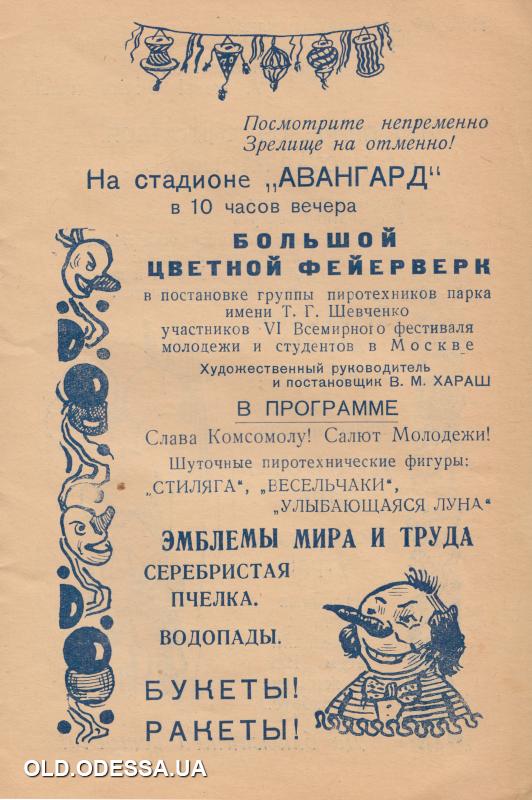 Посмотрите непременно
Зрелище на отменно!
На стадионе „АВАНГАРД“
в 10 часов вечера
БОЛЬШОЙ
ЦВЕТНОЙ ФЕЙЕРВЕРК
в постановке группы пиротехников парка
имени Т. Г. Шевченко
участников VI Всемирного фестиваля
молодежи и студентов в Москве
Художественный руководитель
и постановщик В. М. ХАРАШ
В ПРОГРАММЕ
Слава Комсомолу! Салют Молодежи!
Шуточные пиротехнические фигуры:
„СТИЛЯГА“, „ВЕСЕЛЬЧАКИ“,
„УЛЫБАЮЩАЯСЯ ЛУНА“
ЭМБЛЕМЫ МИРА И ТРУДА
СЕРЕБРИСТАЯ
ПЧЕЛКА.
ВОДОПАДЫ.
БУКЕТЫ!
РАКЕТЫ!
OLD.ODESSA.UA